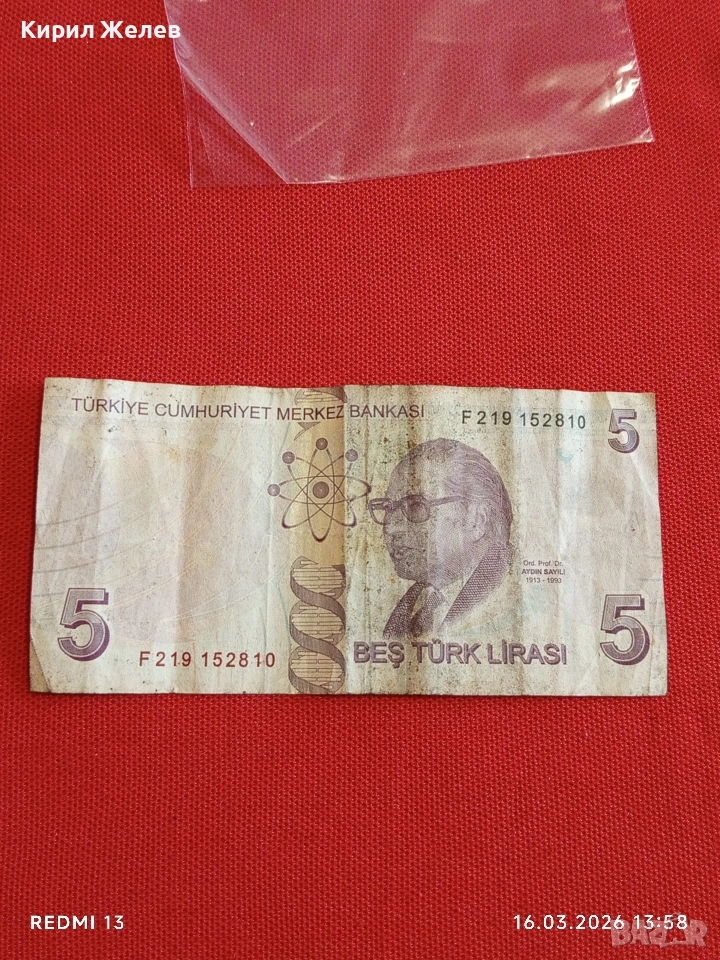 Кирил Желев
TÜRKİYE CUMHURİYET MERKEZ BANKASI
F219 152810
5
Ord. Prof. Dr.
AYDIN SAYILI
1913 - 1993
5
F219 152810
BEŞ TÜRK LİRASI
5
REDMI 13
16.03.2026 13:58
BAZAR